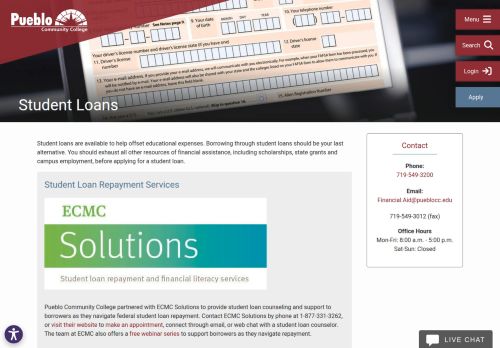 Pueblo
Community College
Menu
Search
Login
Apply
Student Loans
Student loans are available to help offset educational expenses. Borrowing through student loans should be your last
alternative. You should exhaust all other resources of financial assistance, including scholarships, state grants and
campus employment, before applying for a student loan.
Student Loan Repayment Services
ECMC
Solutions
Student loan repayment and financial literacy services
Pueblo Community College partnered with ECMC Solutions to provide student loan counseling and support to
borrowers as they navigate federal student loan repayment. Contact ECMC Solutions by phone at 1-877-331-3262,
or visit their website to make an appointment, connect through email, or web chat with a student loan counselor.
The team at ECMC also offers a free webinar series to support borrowers as they navigate repayment.
Contact
Phone:
719-549-3200
Email:
Financial.Aid@pueblocc.edu
719-549-3012 (fax)
Office Hours
Mon-Fri: 8:00 a.m. - 5:00 p.m.
Sat-Sun: Closed
LIVE CHAT